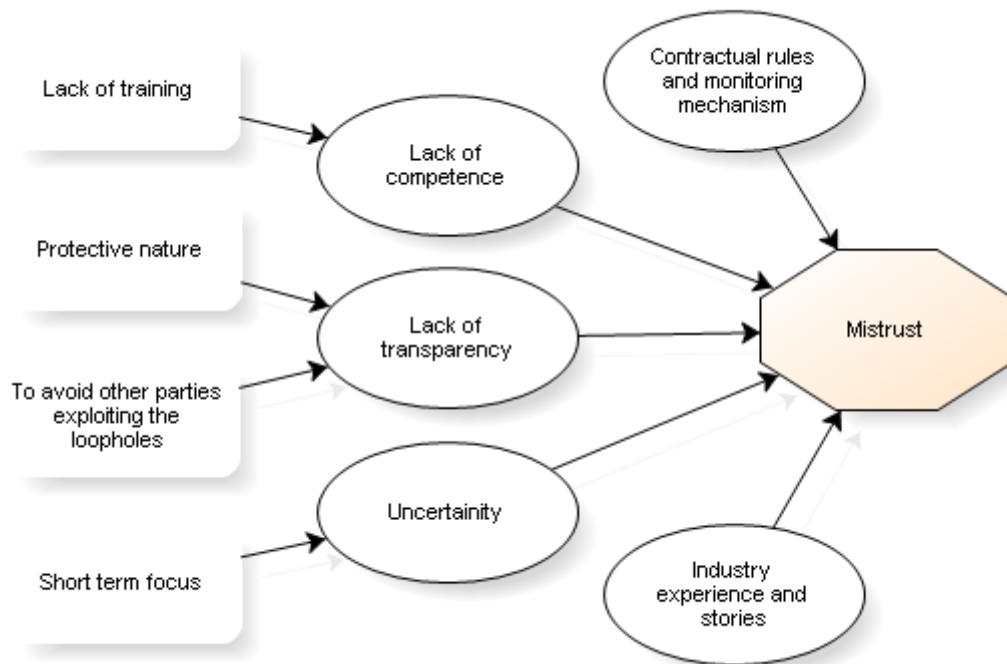 Lack of training
Protective nature
To avoid other parties
exploiting the
loopholes
Short term focus
Lack of
competence
Lack of
transparency
Uncertainity
Contractual rules
and monitoring
mechanism
Mistrust
Industry
experience and
stories